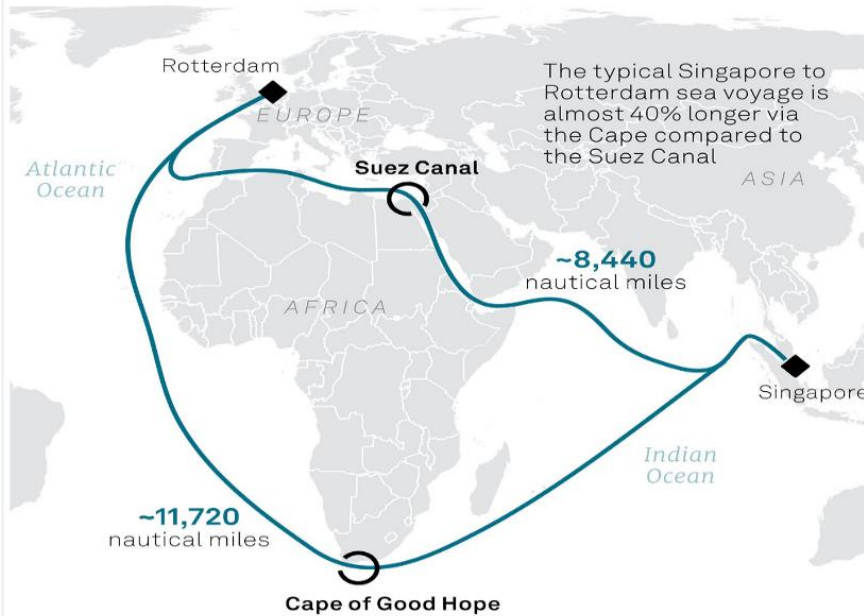 Rotterdam
EUROPE
The typical Singapore to
Rotterdam sea voyage is
almost 40% longer via
the Cape compared to
the Suez Canal
Atlantic
Ocean
Suez Canal
ASIA
~8,440
nautical miles
AFRICA
Singapore
Indian
Ocean
~11,720
nautical miles
Cape of Good Hope